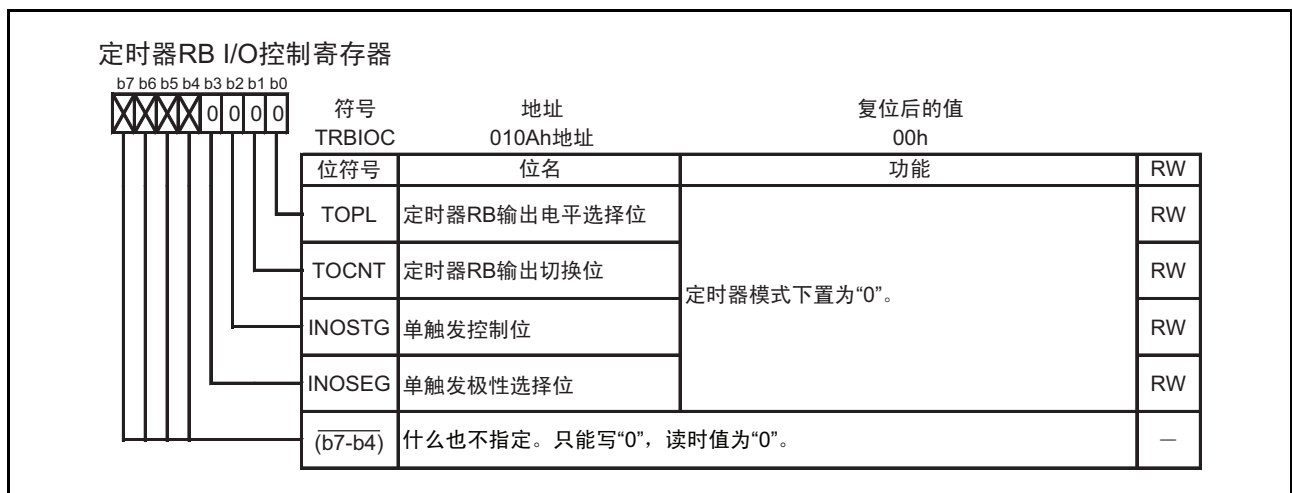 定时器RB I/O控制寄存器
b7 b6 b5 b4 b3 b2 b1 b0
0 0 0 0
符号 地址 复位后的值
TRBIOC 010Ah地址 00h
位符号 位名 功能 RW
TOPL 定时器RB输出电平选择位 RW
TOCNT 定时器RB输出切换位 RW
定时器模式下置为“0”。
INOSTG 单触发控制位 RW
INOSEG 单触发极性选择位 RW
(b7-b4) 什么也不指定。只能写“0”，读时值为“0”。 —